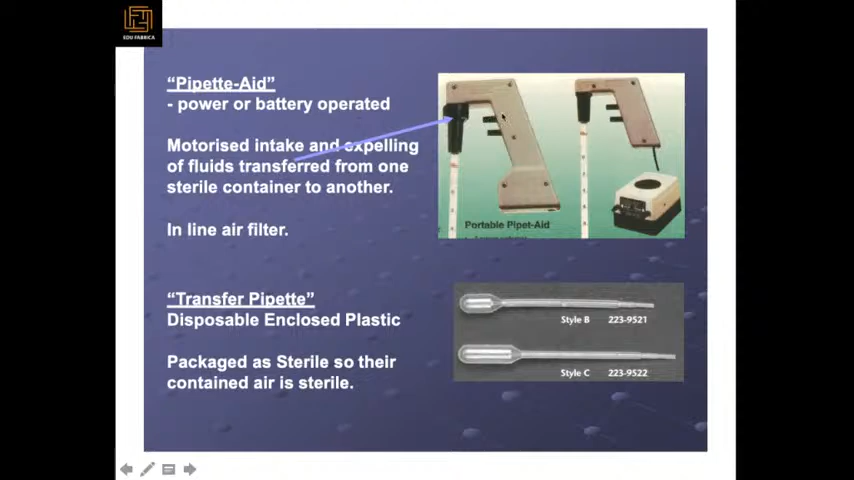 EDU FABRICA
“Pipette-Aid”
- power or battery operated
Motorised intake and expelling
of fluids transferred from one
sterile container to another.
In line air filter.
Portable Pipet-Aid
“Transfer Pipette”
Disposable Enclosed Plastic
Packaged as Sterile so their
contained air is sterile.
Style B 223-9521
Style C 223-9522